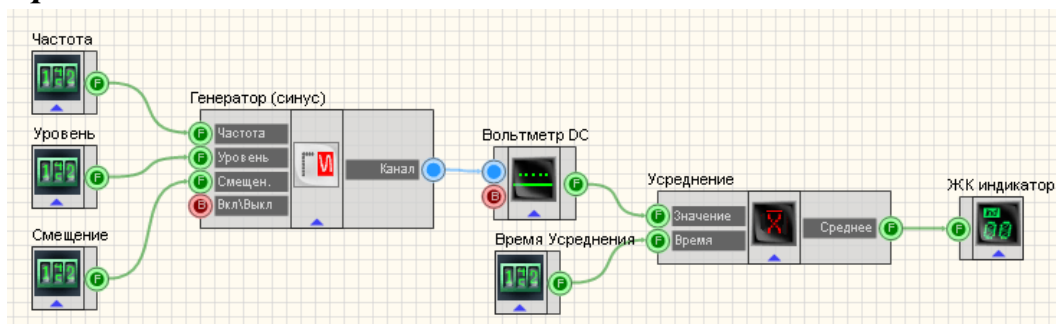 Частота
Генератор (синус)
Частота
Уровень
Смещен.
Вкл\Выкл
Канал
Уровень
Смещение
Вольтметр DC
Время Усреднения
Усреднение
Значение
Время
Среднее
ЖК индикатор